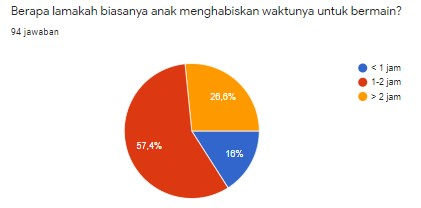 Berapa lamakah biasanya anak menghabiskan waktunya untuk bermain?
94 jawaban
< 1 jam
1-2 jam
> 2 jam
26,6%
57,4%
16%